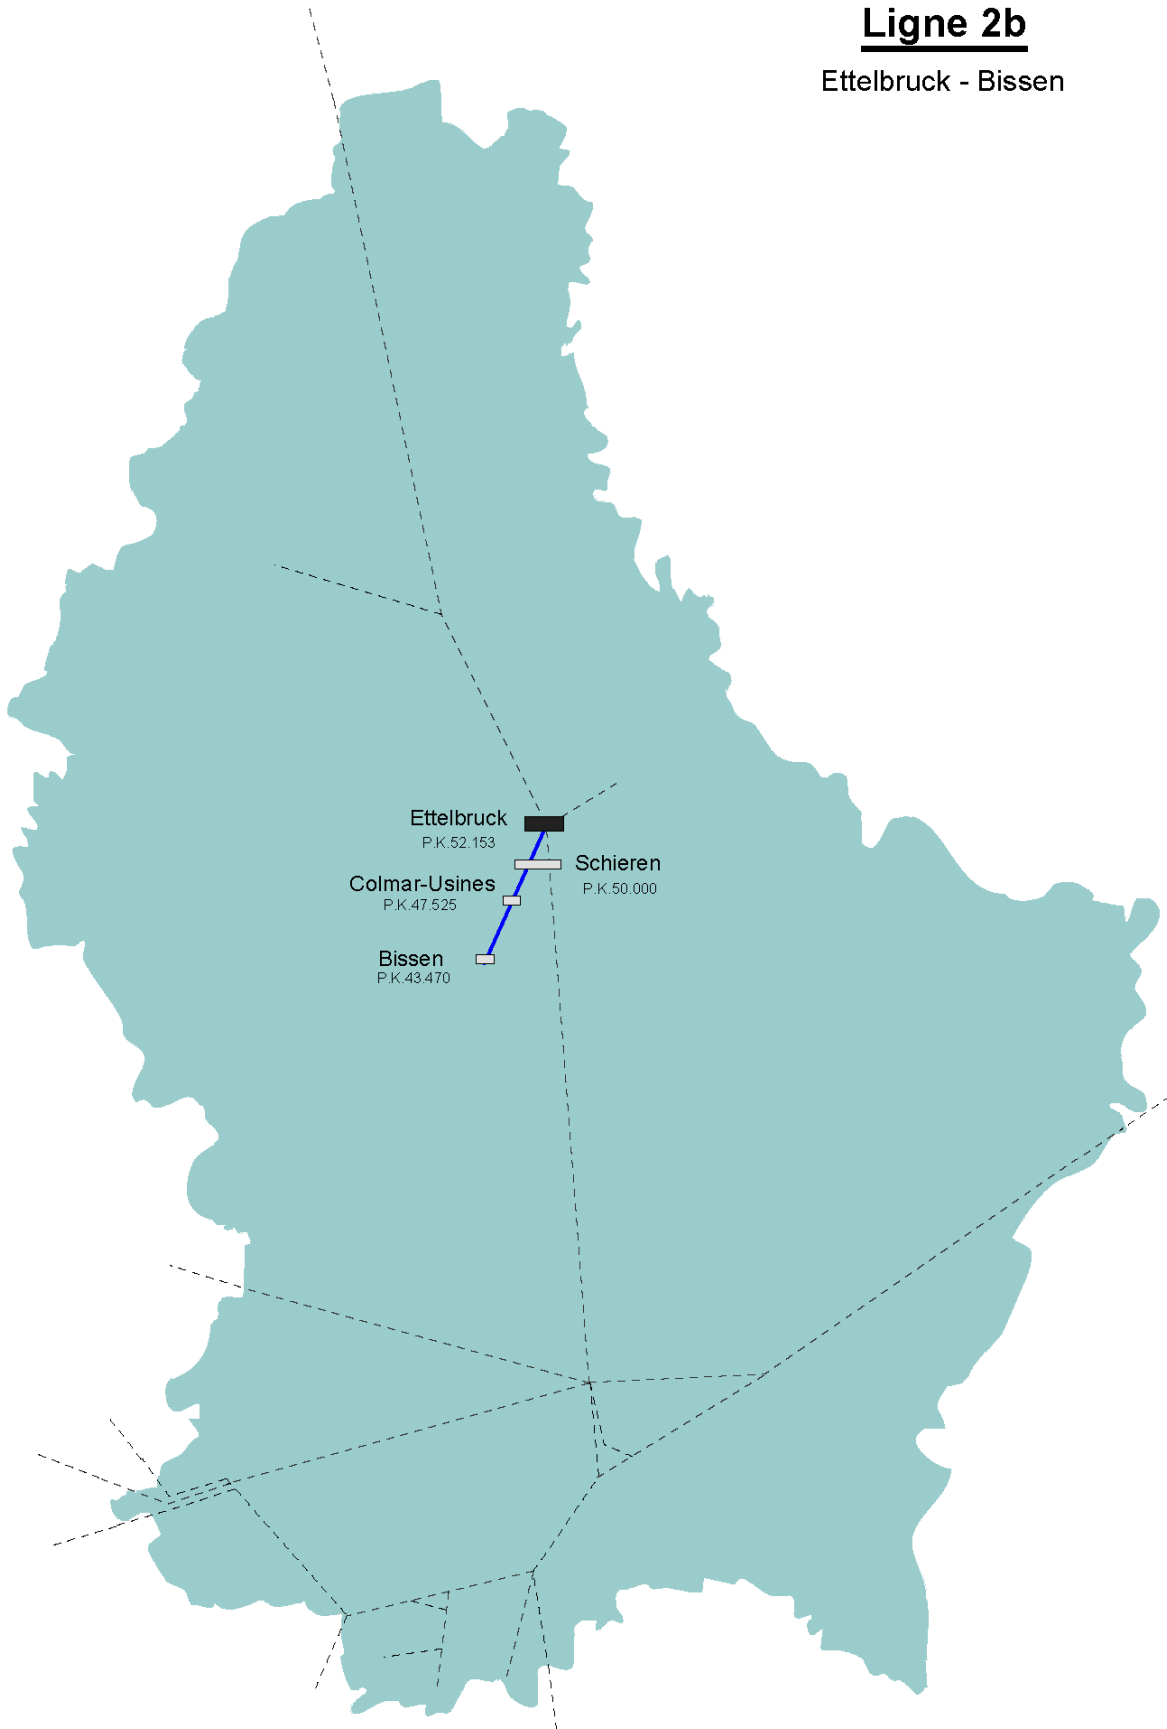 Ligne 2b
Ettelbruck - Bissen
Ettelbruck
P.K.52.153
Schieren
P.K.50.000
Colmar-Usines
P.K.47.525
Bissen
P.K.43.470